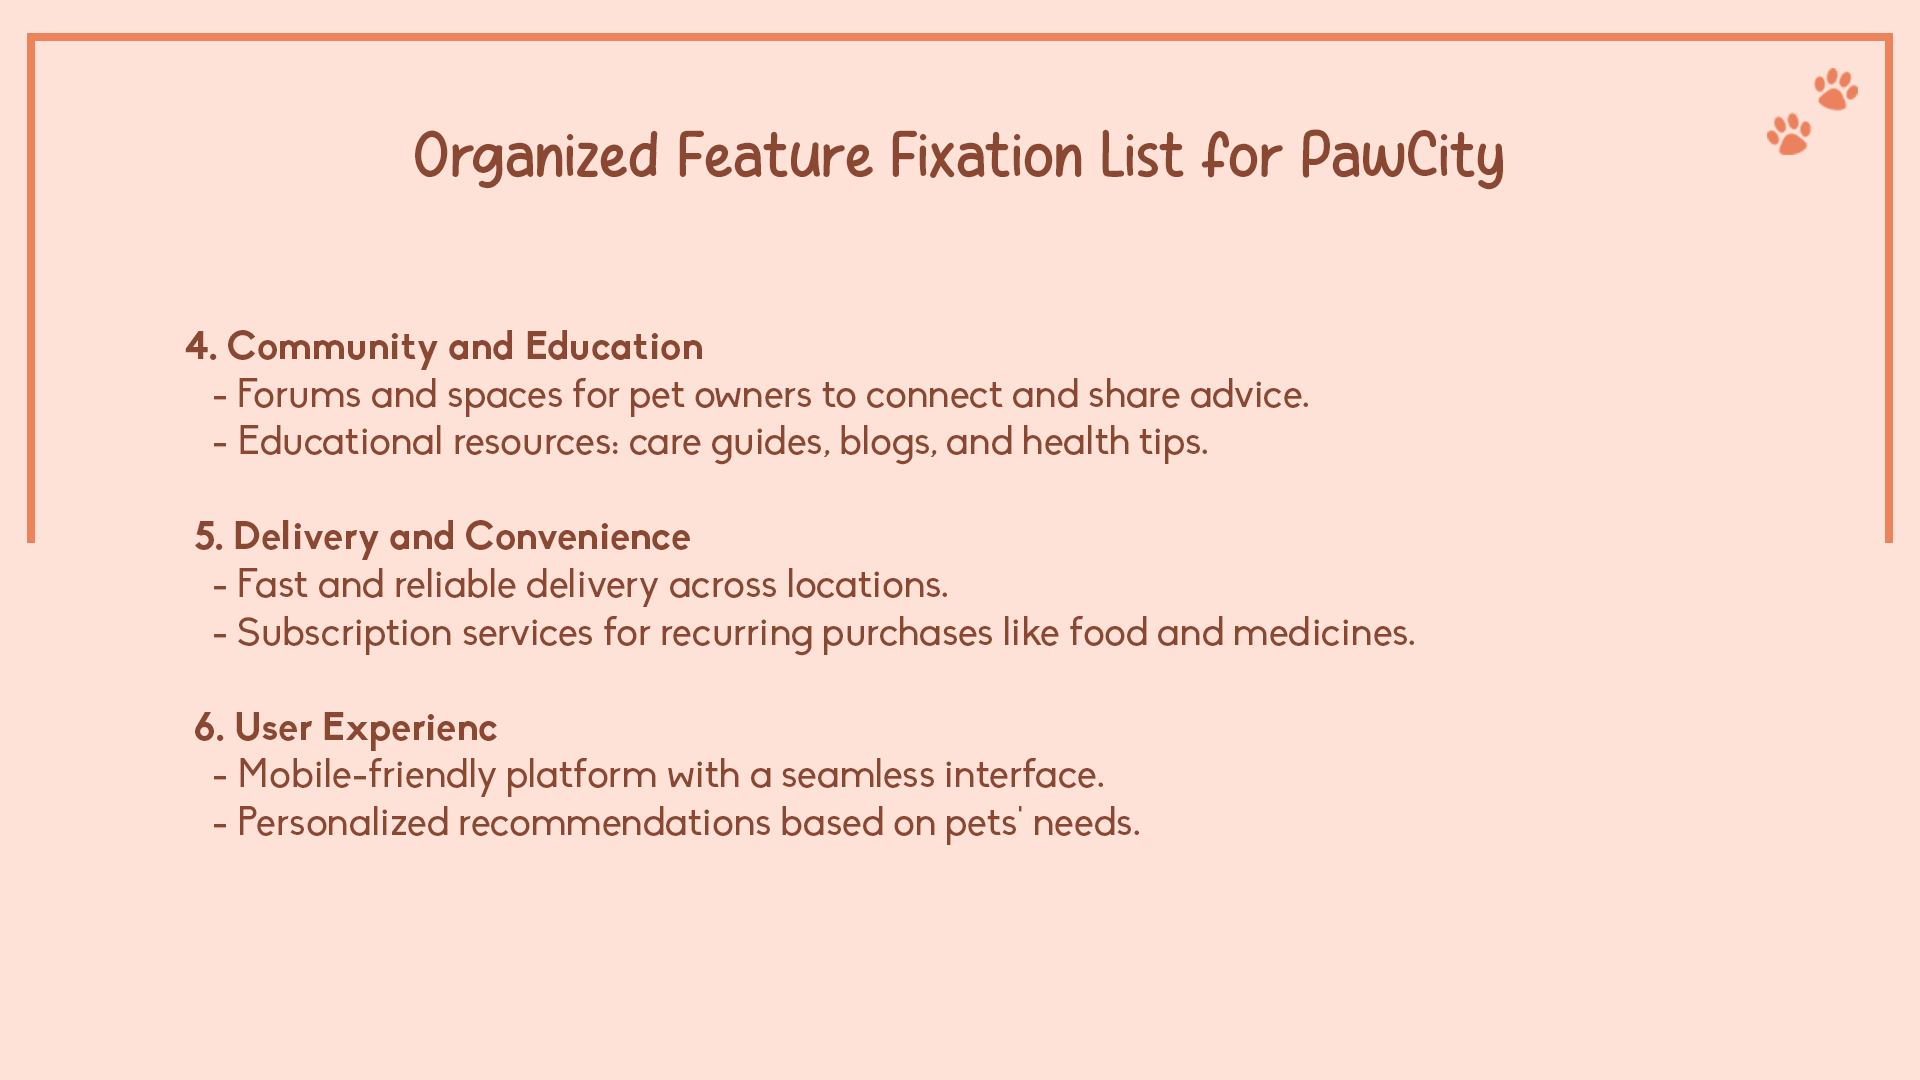 Organized Feature Fixation List for PawCity
4. Community and Education
- Forums and spaces for pet owners to connect and share advice.
- Educational resources: care guides, blogs, and health tips.
5. Delivery and Convenience
- Fast and reliable delivery across locations.
- Subscription services for recurring purchases like food and medicines.
6. User Experienc
- Mobile-friendly platform with a seamless interface.
- Personalized recommendations based on pets' needs.